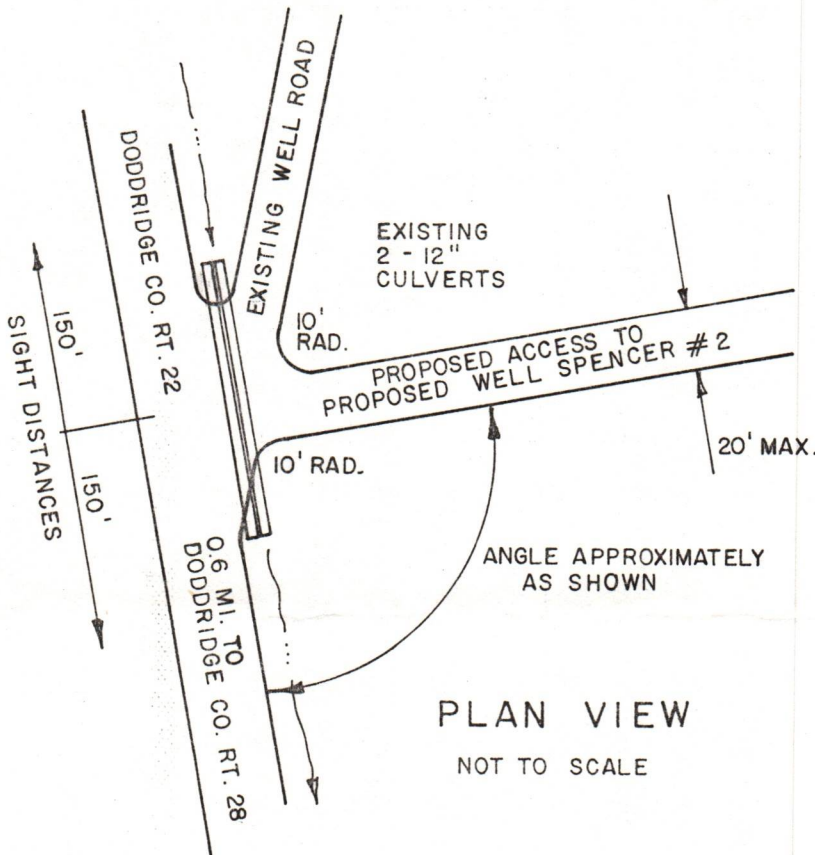 EXISTING WELL ROAD
DODDRIDGE CO. RT. 22
EXISTING
2 - 12"
CULVERTS
150'
SIGHT DISTANCES
150'
10'
RAD.
PROPOSED ACCESS TO
PROPOSED WELL SPENCER #2
20' MAX.
10' RAD.
0.6 MI. TO
DODDRIDGE CO. RT. 28
ANGLE APPROXIMATELY
AS SHOWN
PLAN VIEW
NOT TO SCALE